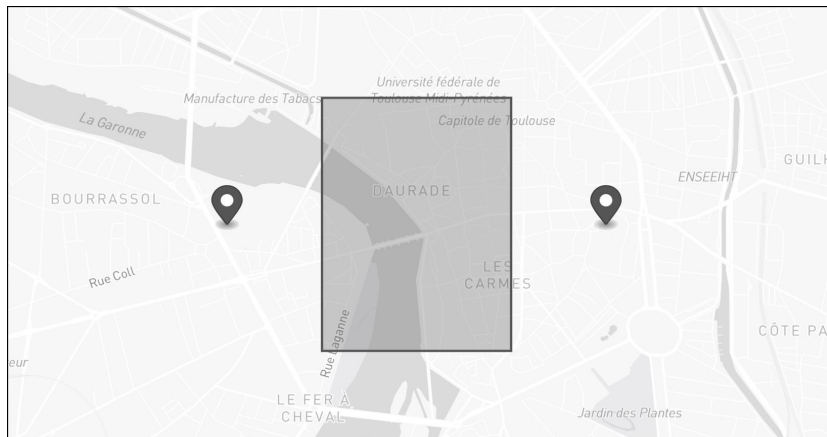 Université fédérale de
Toulouse Midi-Pyrénées
Manufacture des Tabacs
Capitole de Toulouse
La Garonne
GUILH
ENSEEIHT
DAURADE
BOURRASSOL
LES
CARMES
Rue Coll
Rue Laganne
CÔTE PA
eur
LE FER À
CHEVAL
Jardin des Plantes